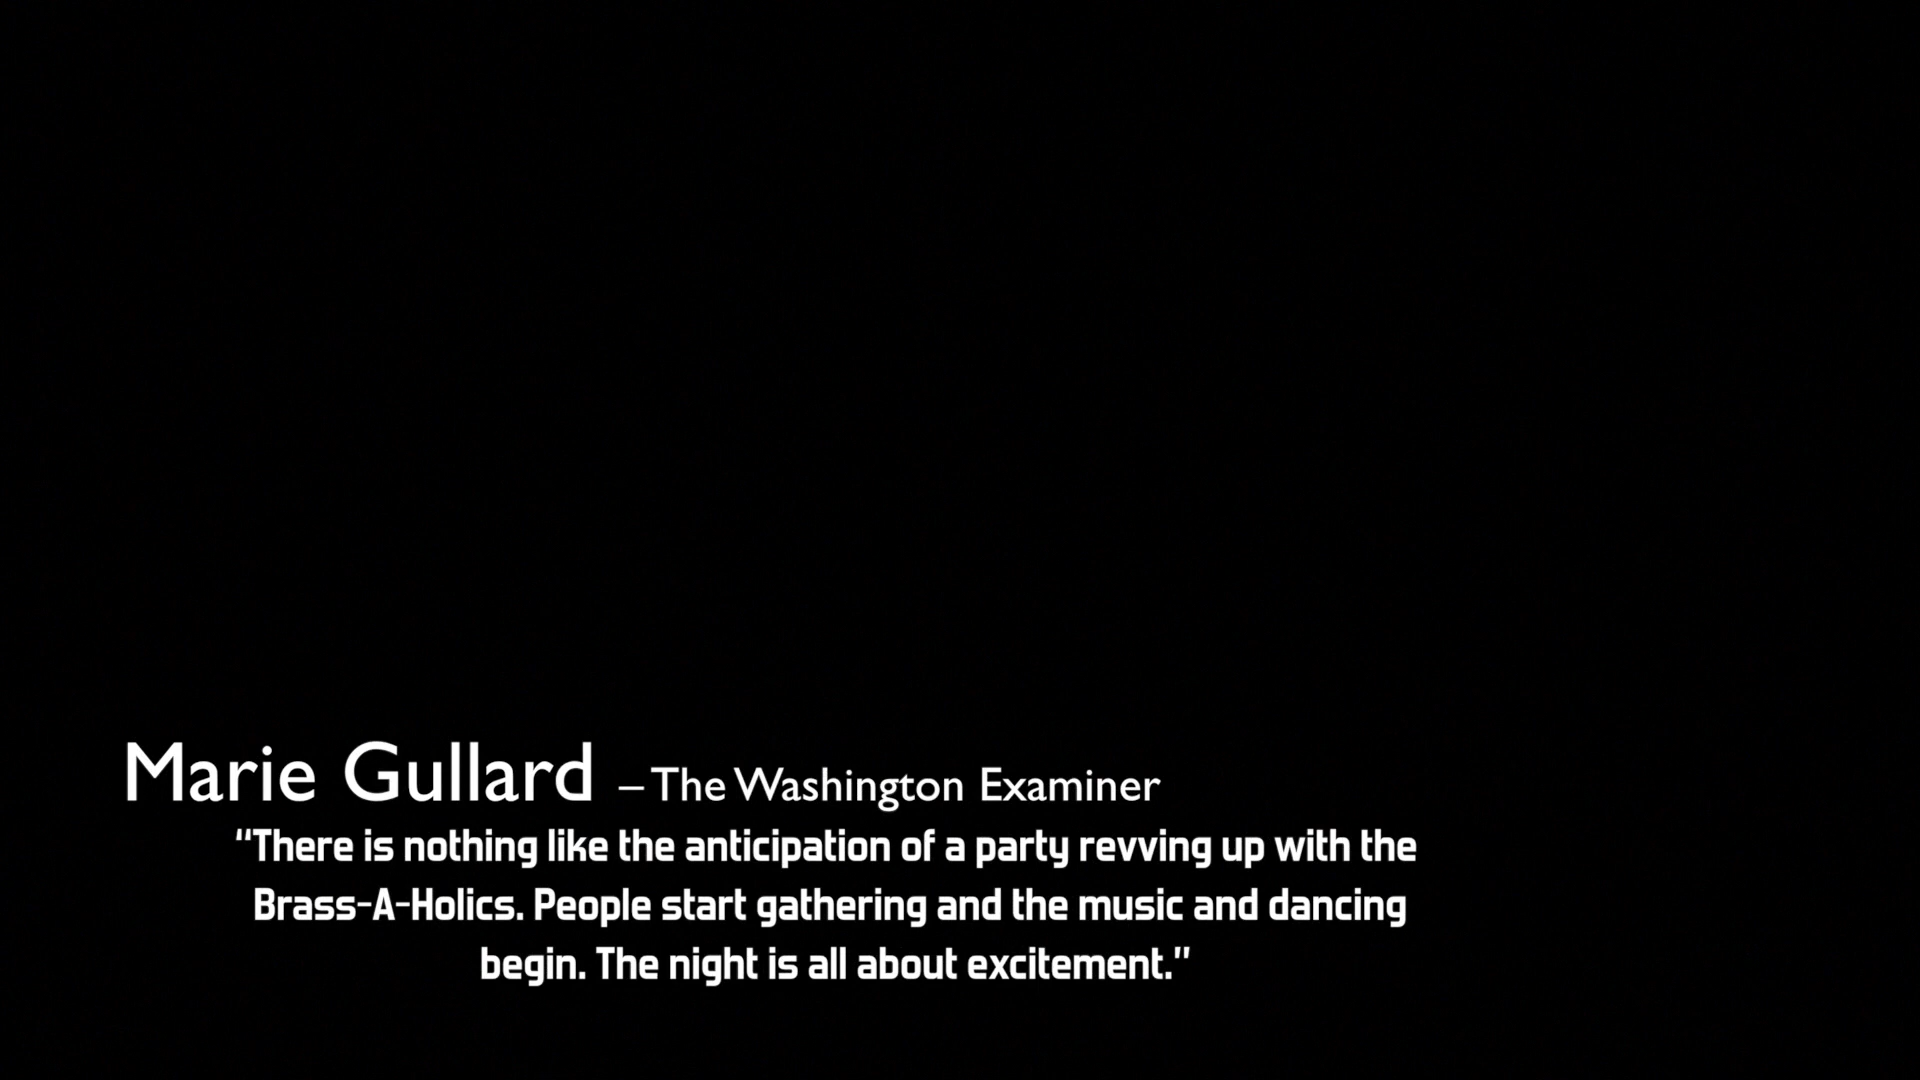 Marie Gullard – The Washington Examiner
“There is nothing like the anticipation of a party revving up with the
Brass-A-Holics. People start gathering and the music and dancing
begin. The night is all about excitement.”